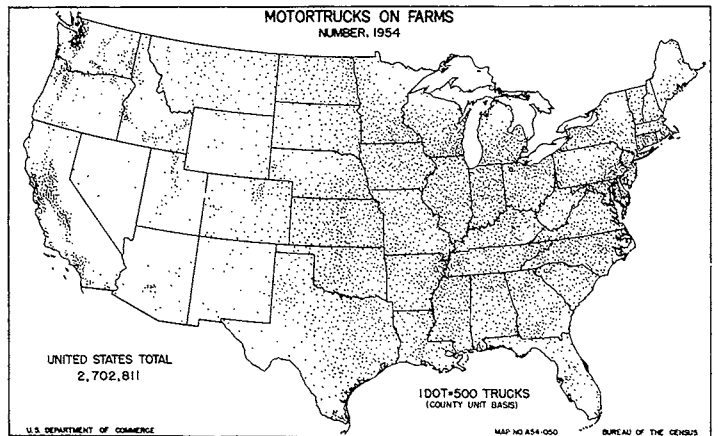 MOTORTRUCKS ON FARMS
NUMBER, 1954
UNITED STATES TOTAL
2,702,811
1 DOT=500 TRUCKS
(COUNTY UNIT BASIS)
U.S. DEPARTMENT OF COMMERCE
MAP NO A54-050
BUREAU OF THE CENSUS